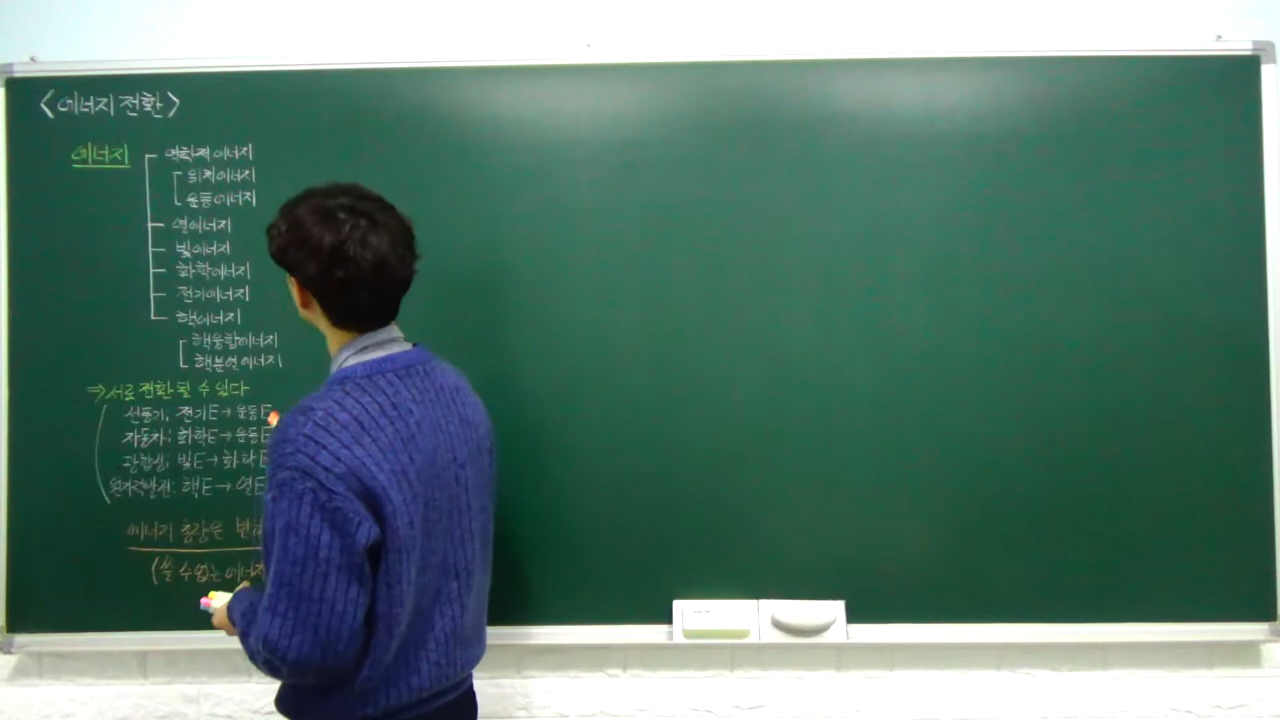 <에너지 전환>
에너지
역학적 에너지
위치에너지
운동에너지
열에너지
빛에너지
화학에너지
전기에너지
핵에너지
핵융합에너지
핵분열에너지
⇒ 서로 전환 될 수 있다
선풍기: 전기E → 운동E
자동차: 화학E → 운동E
광합성: 빛E → 화학E
원자력발전: 핵E → 열E
에너지 총량은
(쓸 수 없는 에너지